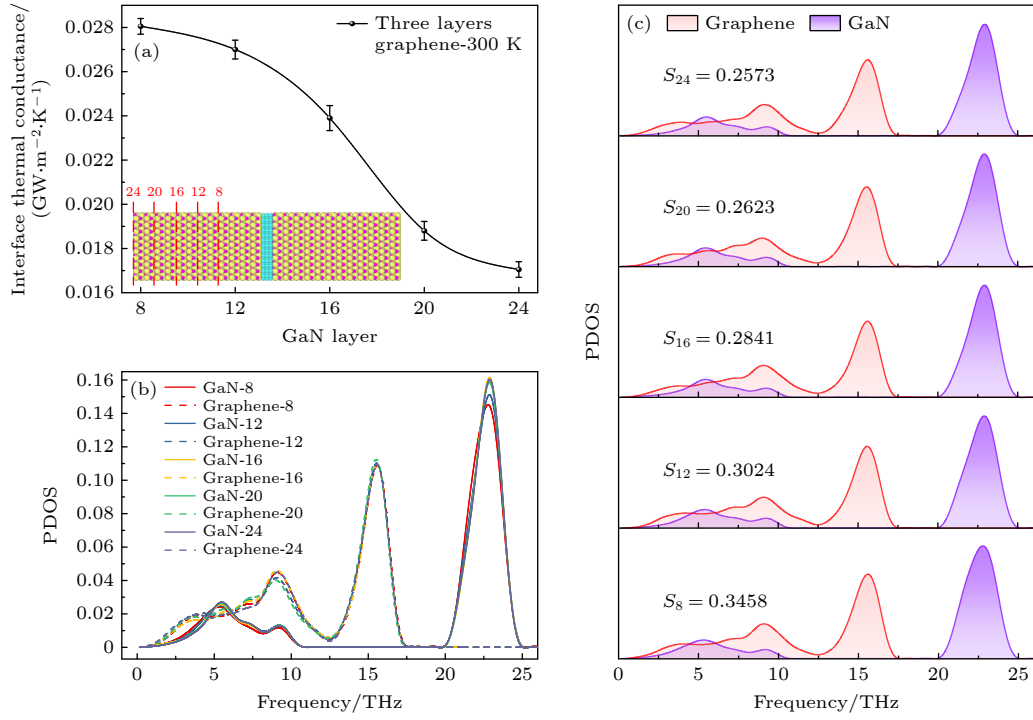 0.028
0.026
0.024
0.022
0.020
0.018
0.016
Interface thermal conductance/
(GW·m⁻²·K⁻¹)
(a)
Three layers
graphene-300 K
24 20 16 12 8
8 12 16 20 24
GaN layer
(b)
0.16
0.14
0.12
0.10
0.08
0.06
0.04
0.02
0
PDOS
GaN-8
Graphene-8
GaN-12
Graphene-12
GaN-16
Graphene-16
GaN-20
Graphene-20
GaN-24
Graphene-24
0 5 10 15 20 25
Frequency/THz
(c) Graphene GaN
S₂₄ = 0.2573
S₂₀ = 0.2623
S₁₆ = 0.2841
S₁₂ = 0.3024
S₈ = 0.3458
PDOS
0 5 10 15 20 25
Frequency/THz